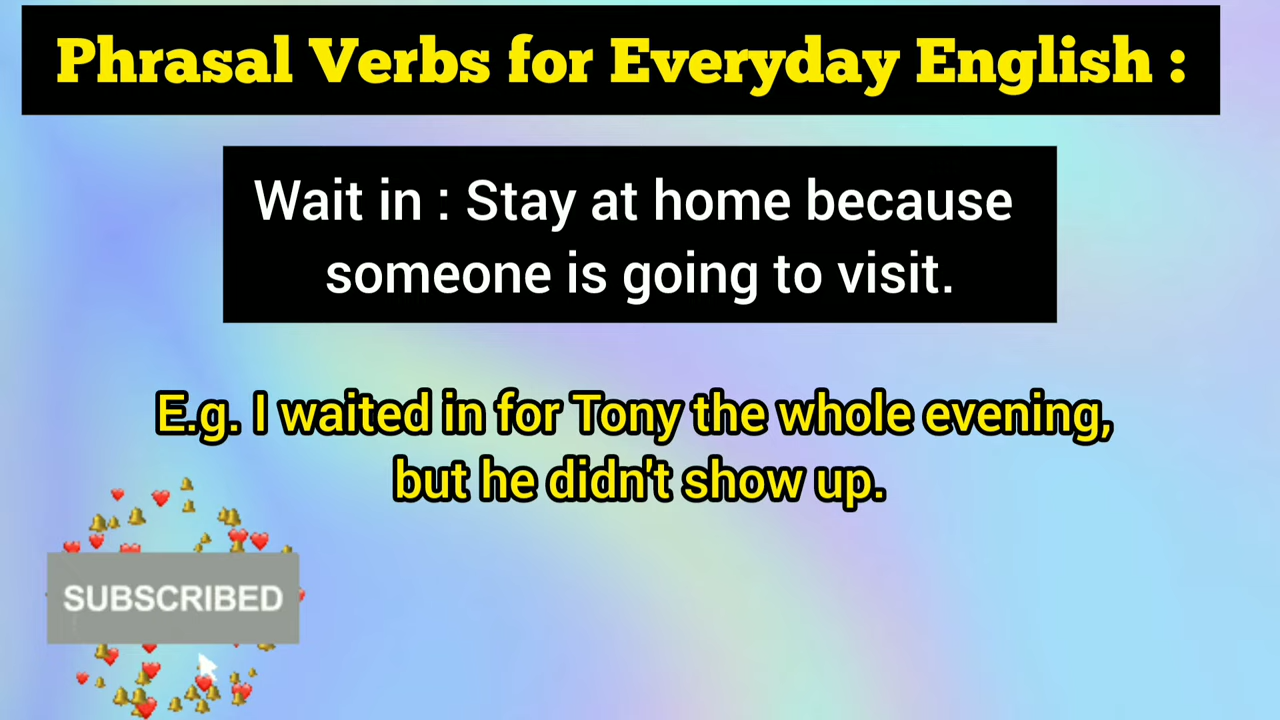 Phrasal Verbs for Everyday English :
Wait in : Stay at home because
someone is going to visit.
E.g. I waited in for Tony the whole evening,
but he didn't show up.
SUBSCRIBED